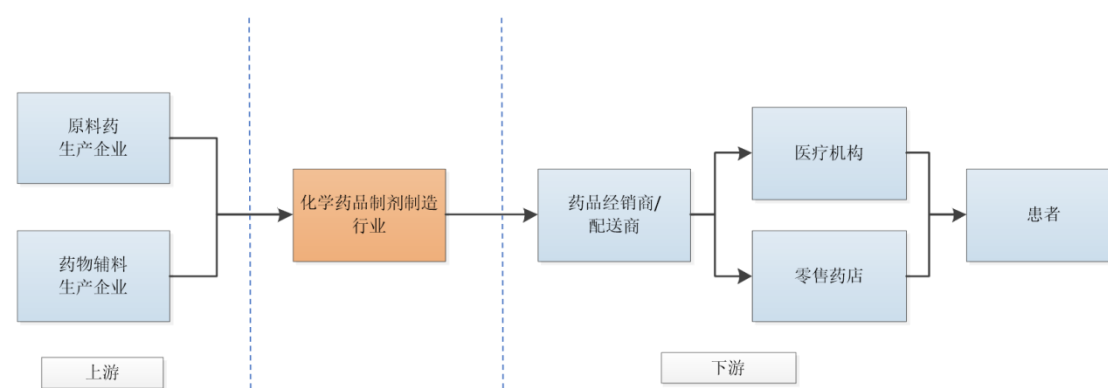 原料药
生产企业
药物辅料
生产企业
化学药品制剂制造
行业
药品经销商/
配送商
医疗机构
零售药店
患者
上游
下游